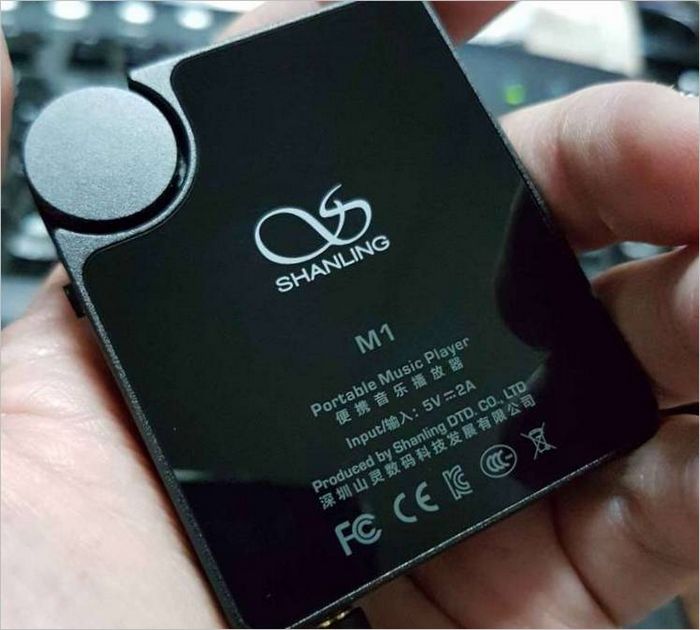 SHANLING
M1
Portable Music Player
便携音乐播放器
Input/输入: 5V⎓2A
Produced by Shanling DTD. CO., LTD
深圳山灵数码科技发展有限公司
FC CE CCC